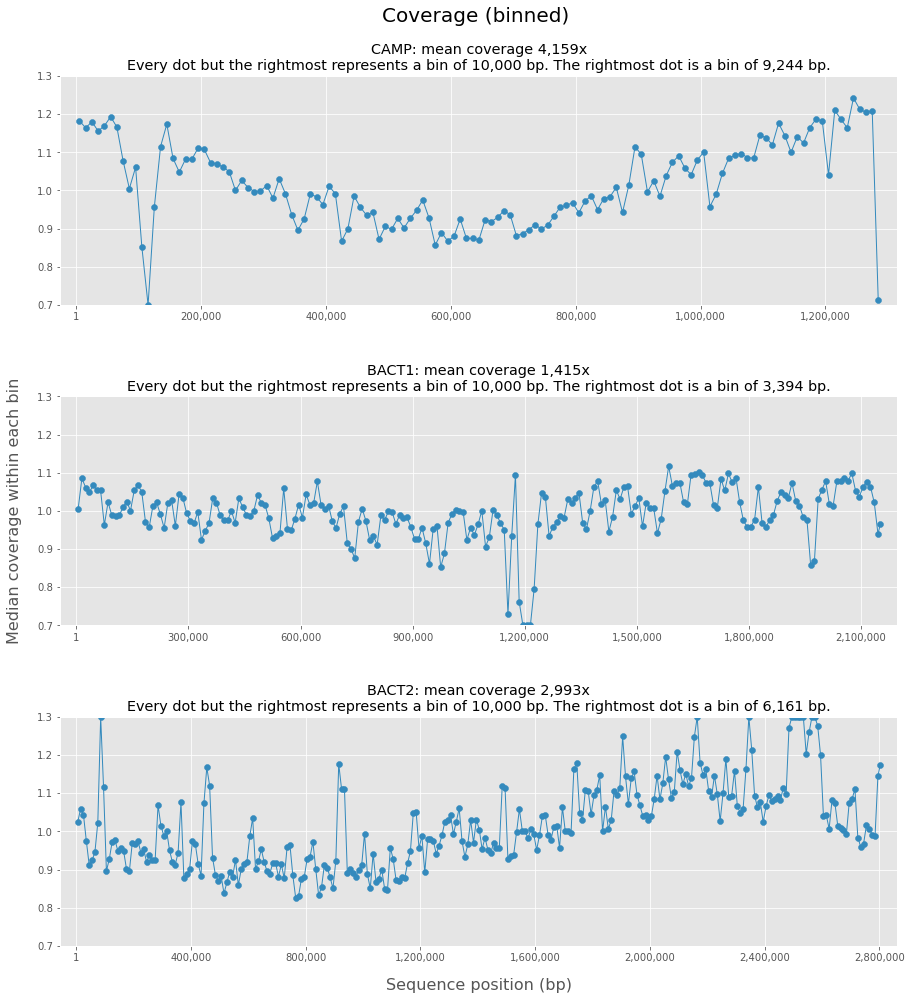 Coverage (binned)
CAMP: mean coverage 4,159x
Every dot but the rightmost represents a bin of 10,000 bp. The rightmost dot is a bin of 9,244 bp.
1.3
1.2
1.1
1.0
0.9
0.8
0.7
1 200,000 400,000 600,000 800,000 1,000,000 1,200,000
Median coverage within each bin
BACT1: mean coverage 1,415x
Every dot but the rightmost represents a bin of 10,000 bp. The rightmost dot is a bin of 3,394 bp.
1.3
1.2
1.1
1.0
0.9
0.8
0.7
1 300,000 600,000 900,000 1,200,000 1,500,000 1,800,000 2,100,000
BACT2: mean coverage 2,993x
Every dot but the rightmost represents a bin of 10,000 bp. The rightmost dot is a bin of 6,161 bp.
1.3
1.2
1.1
1.0
0.9
0.8
0.7
1 400,000 800,000 1,200,000 1,600,000 2,000,000 2,400,000 2,800,000
Sequence position (bp)